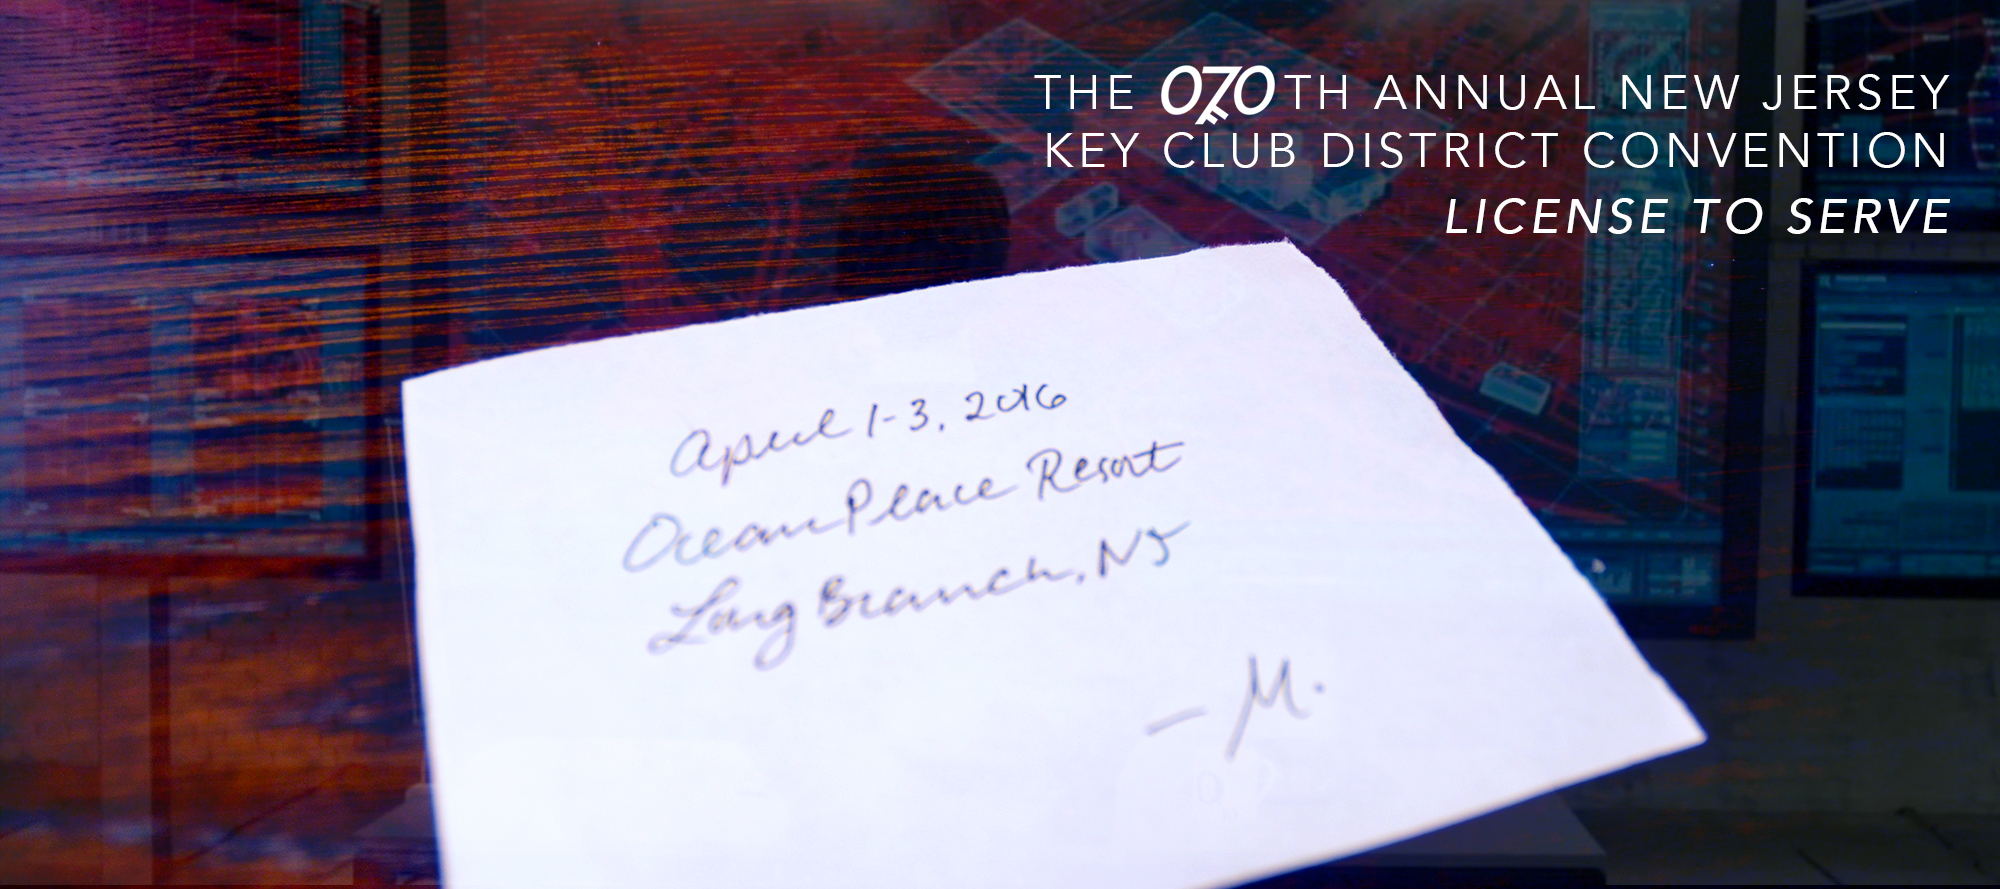 THE 070TH ANNUAL NEW JERSEY
KEY CLUB DISTRICT CONVENTION
LICENSE TO SERVE
April 1-3, 2016
Ocean Place Resort
Long Branch, NJ
— M.